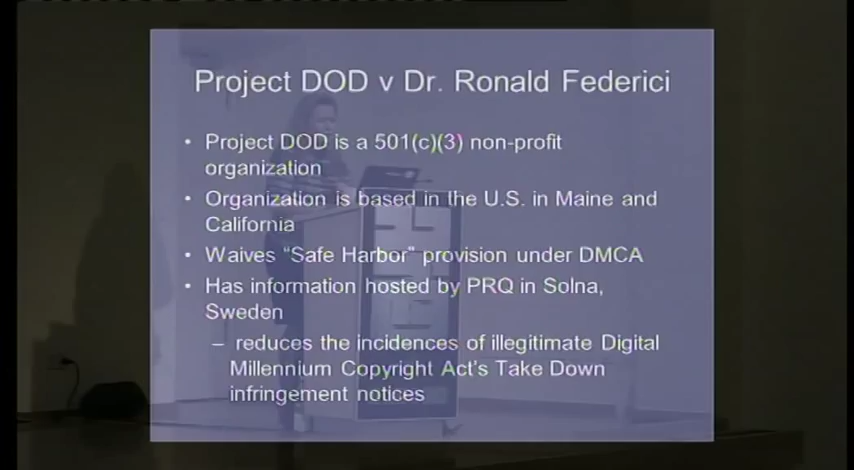 Project DOD v Dr. Ronald Federici
• Project DOD is a 501(c)(3) non-profit
organization
• Organization is based in the U.S. in Maine and
California
• Waives “Safe Harbor” provision under DMCA
• Has information hosted by PRQ in Solna,
Sweden
– reduces the incidences of illegitimate Digital
Millennium Copyright Act's Take Down
infringement notices